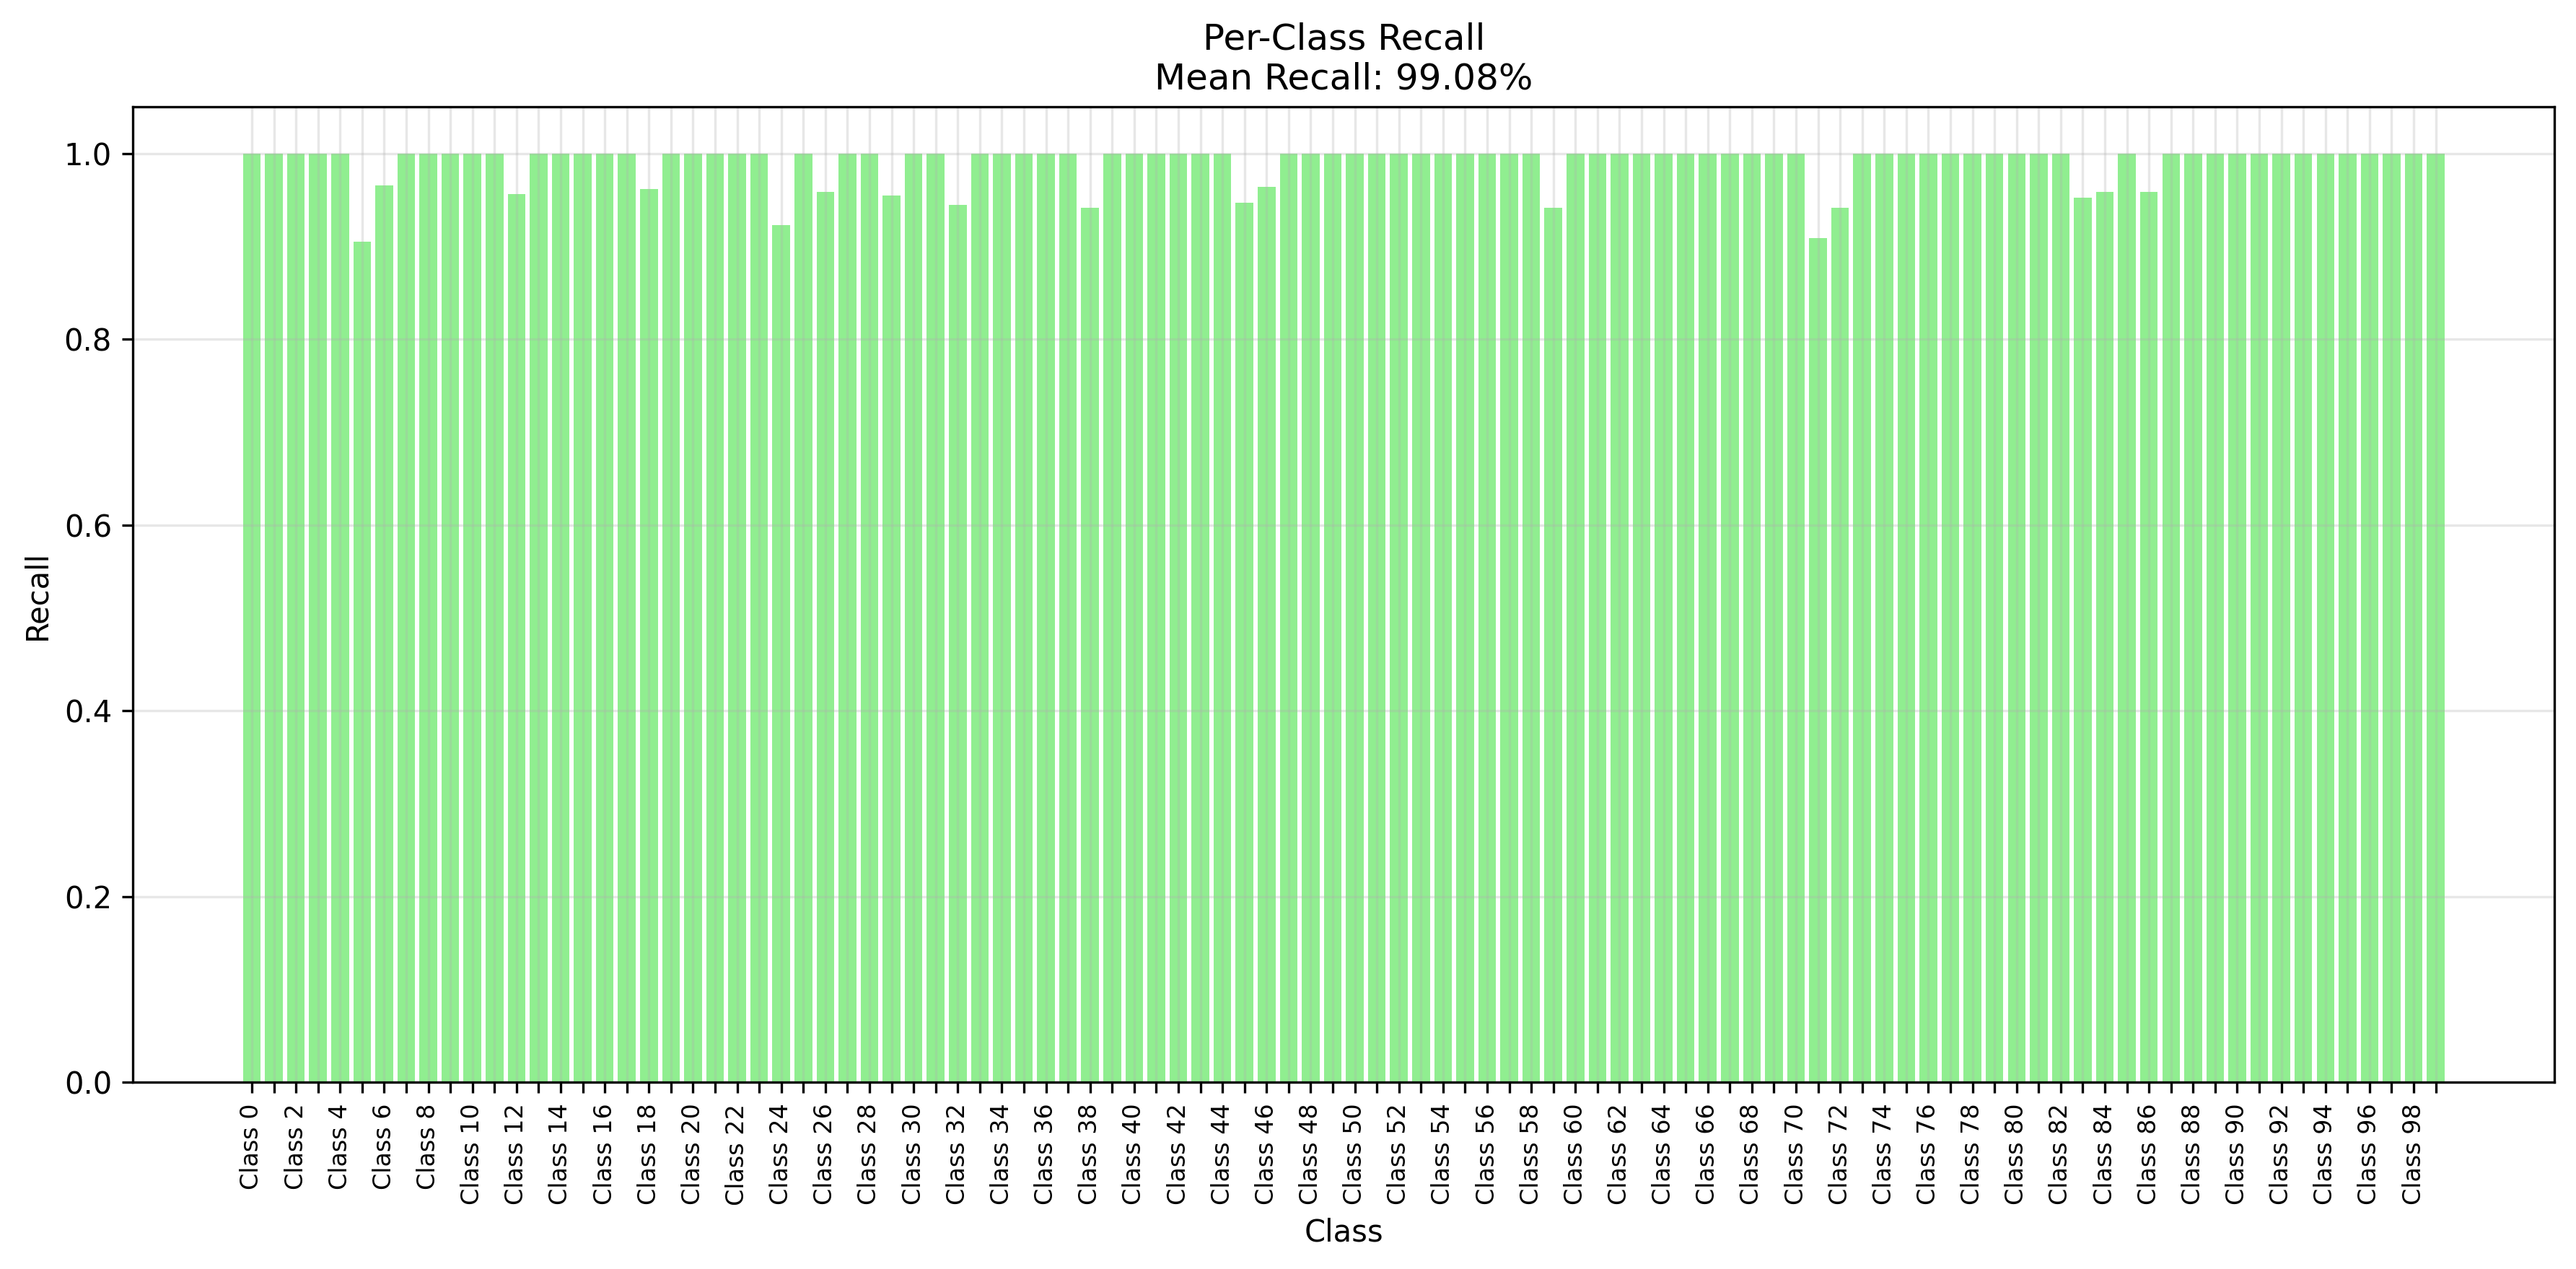 Per-Class Recall
Mean Recall: 99.08%
Recall
1.0
0.8
0.6
0.4
0.2
0.0
Class 0
Class 2
Class 4
Class 6
Class 8
Class 10
Class 12
Class 14
Class 16
Class 18
Class 20
Class 22
Class 24
Class 26
Class 28
Class 30
Class 32
Class 34
Class 36
Class 38
Class 40
Class 42
Class 44
Class 46
Class 48
Class 50
Class 52
Class 54
Class 56
Class 58
Class 60
Class 62
Class 64
Class 66
Class 68
Class 70
Class 72
Class 74
Class 76
Class 78
Class 80
Class 82
Class 84
Class 86
Class 88
Class 90
Class 92
Class 94
Class 96
Class 98
Class